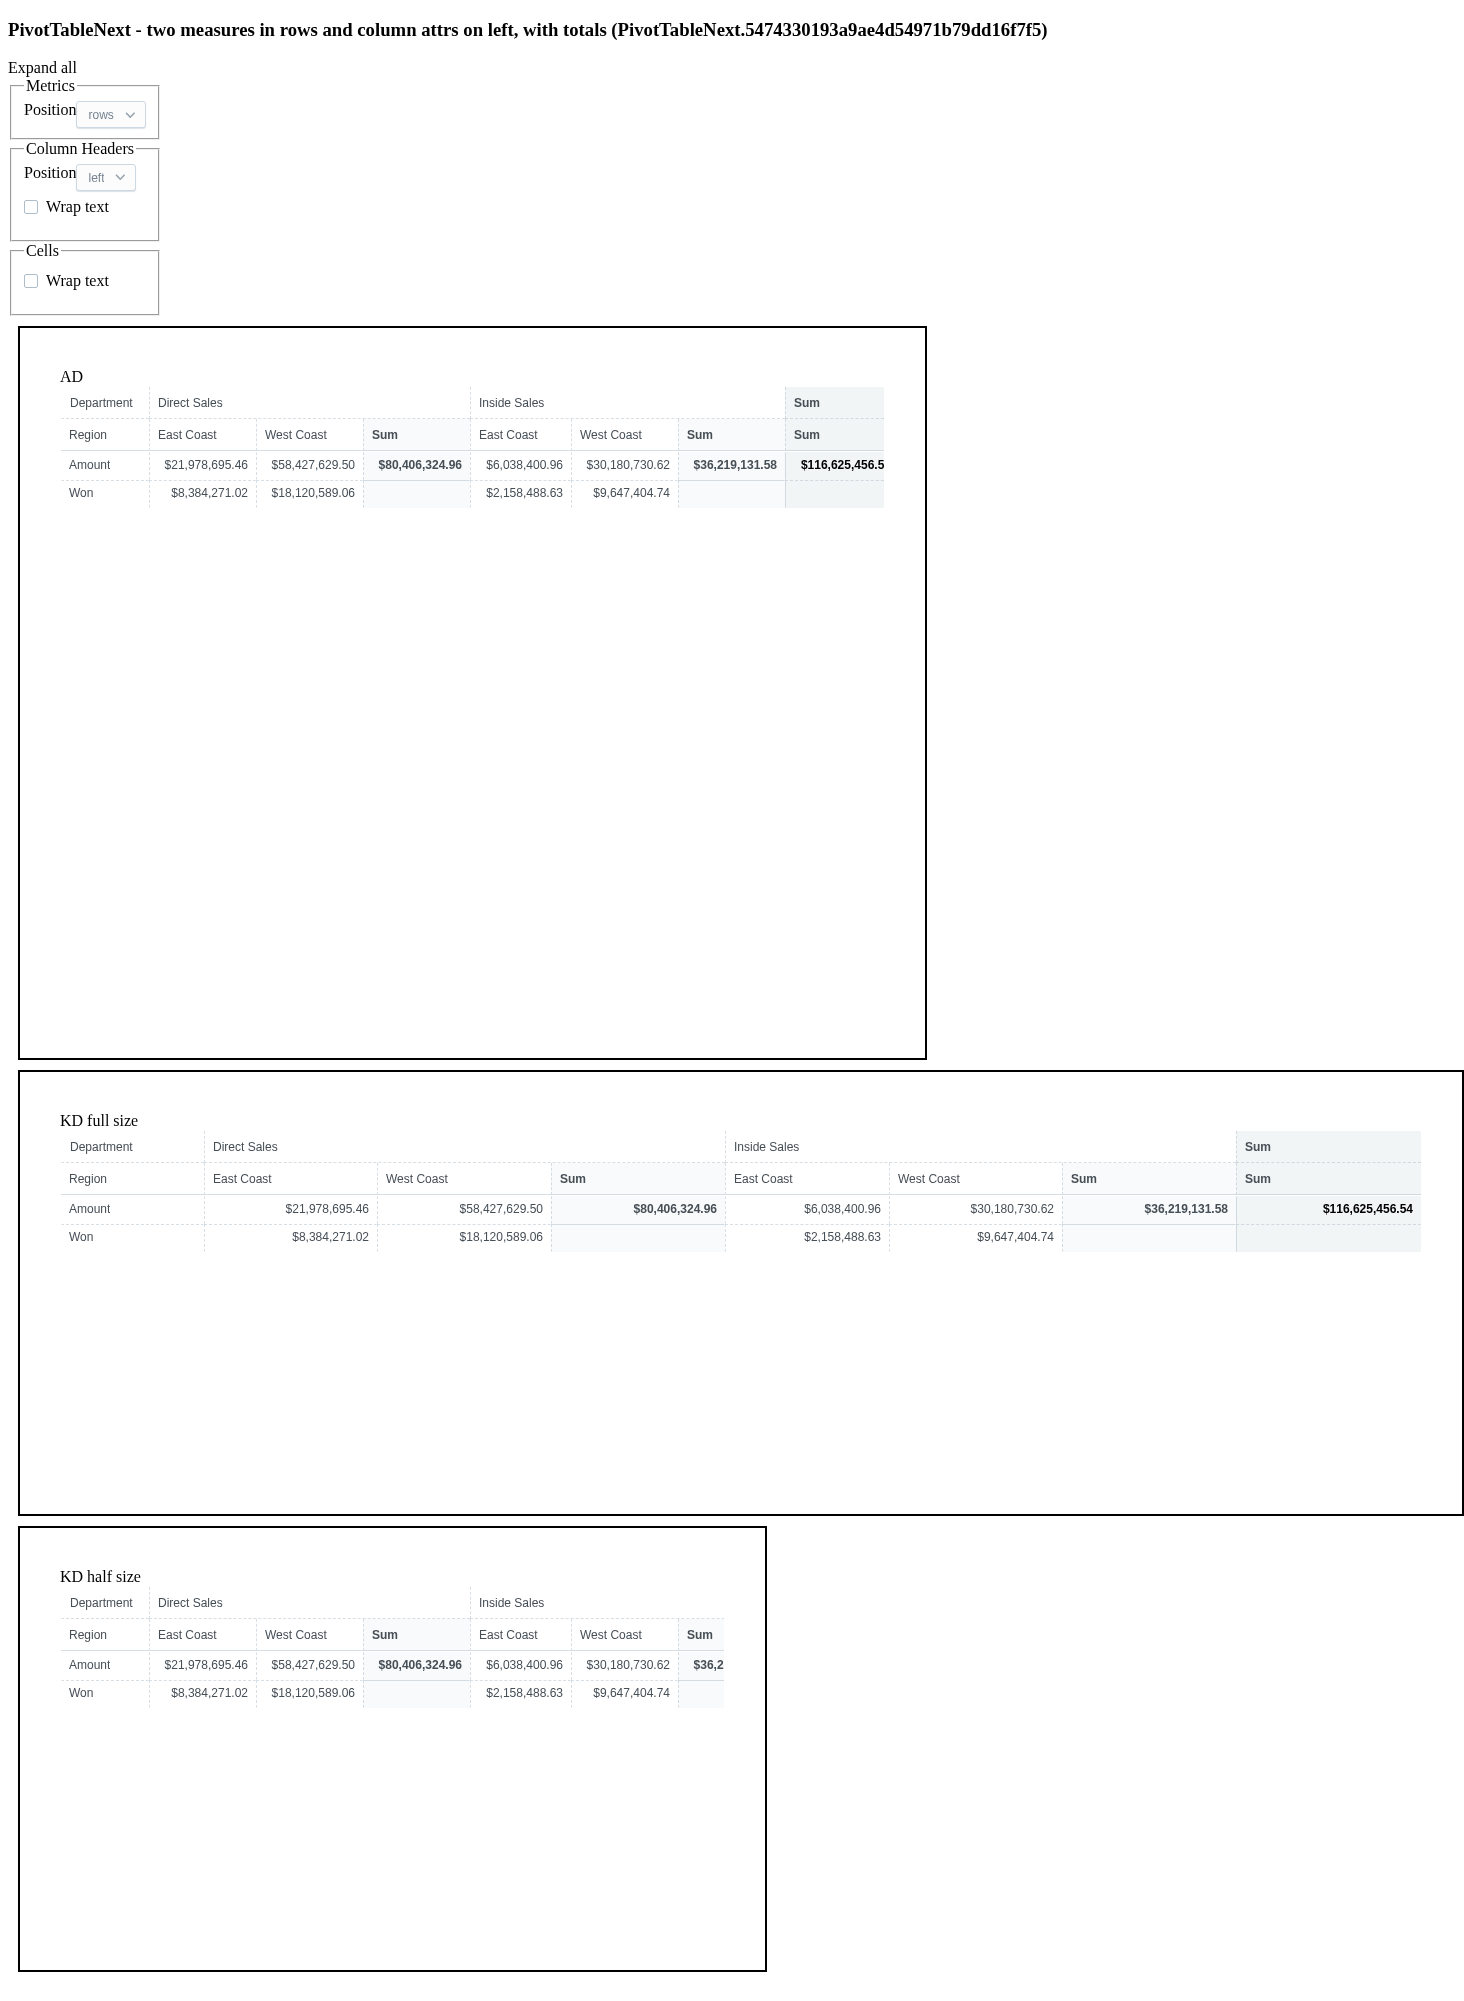 PivotTableNext - two measures in rows and column attrs on left, with totals (PivotTableNext.5474330193a9ae4d54971b79dd16f7f5)
Expand all
Metrics
Position rows
Column Headers
Position left
Wrap text
Cells
Wrap text
AD
Department Direct Sales Inside Sales Sum
Region East Coast West Coast Sum East Coast West Coast Sum Sum
Amount $21,978,695.46 $58,427,629.50 $80,406,324.96 $6,038,400.96 $30,180,730.62 $36,219,131.58 $116,625,456.5
Won $8,384,271.02 $18,120,589.06 $2,158,488.63 $9,647,404.74
KD full size
Department Direct Sales Inside Sales Sum
Region East Coast West Coast Sum East Coast West Coast Sum Sum
Amount $21,978,695.46 $58,427,629.50 $80,406,324.96 $6,038,400.96 $30,180,730.62 $36,219,131.58 $116,625,456.54
Won $8,384,271.02 $18,120,589.06 $2,158,488.63 $9,647,404.74
KD half size
Department Direct Sales Inside Sales
Region East Coast West Coast Sum East Coast West Coast Sum
Amount $21,978,695.46 $58,427,629.50 $80,406,324.96 $6,038,400.96 $30,180,730.62 $36,2
Won $8,384,271.02 $18,120,589.06 $2,158,488.63 $9,647,404.74